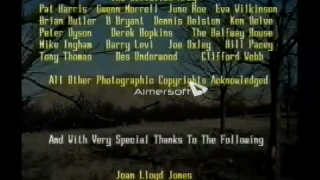 Pat Harris Gwenn Morrell June Roe Eva Wilkinson
Brian Butler B Bryant Dennis Belston Ken Delve
Peter Dyson Derek Hopkins The Halfway House
Mike Ingham Barry Levi Joe Oxley Bill Pacey
Tony Thomas Des Underwood Clifford Webb
All Other Photographic Copyrights Acknowledged
Aimersoft
And With Very Special Thanks To The Following
Joan Lloyd Jones